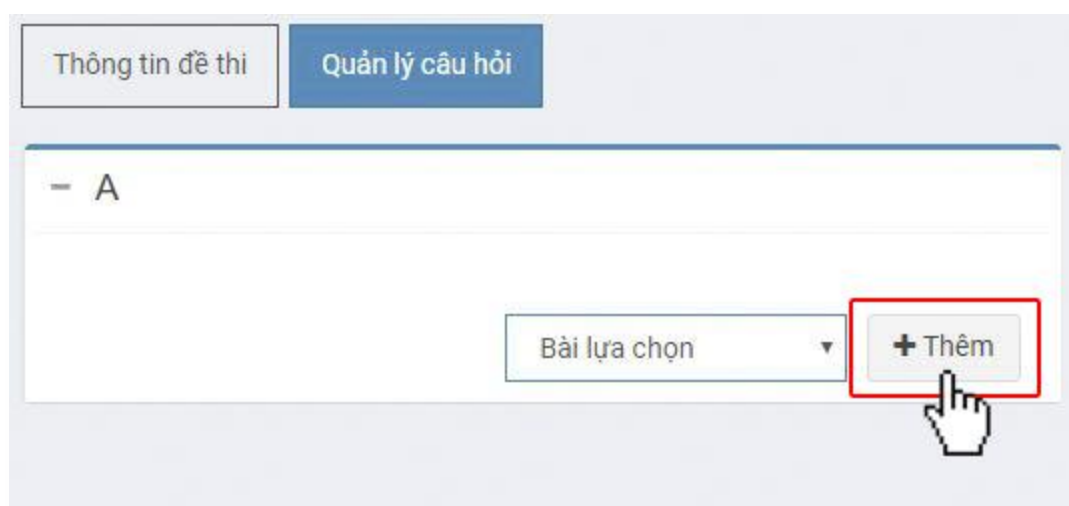 Thông tin đề thi
Quản lý câu hỏi
A
Bài lựa chọn
Thêm